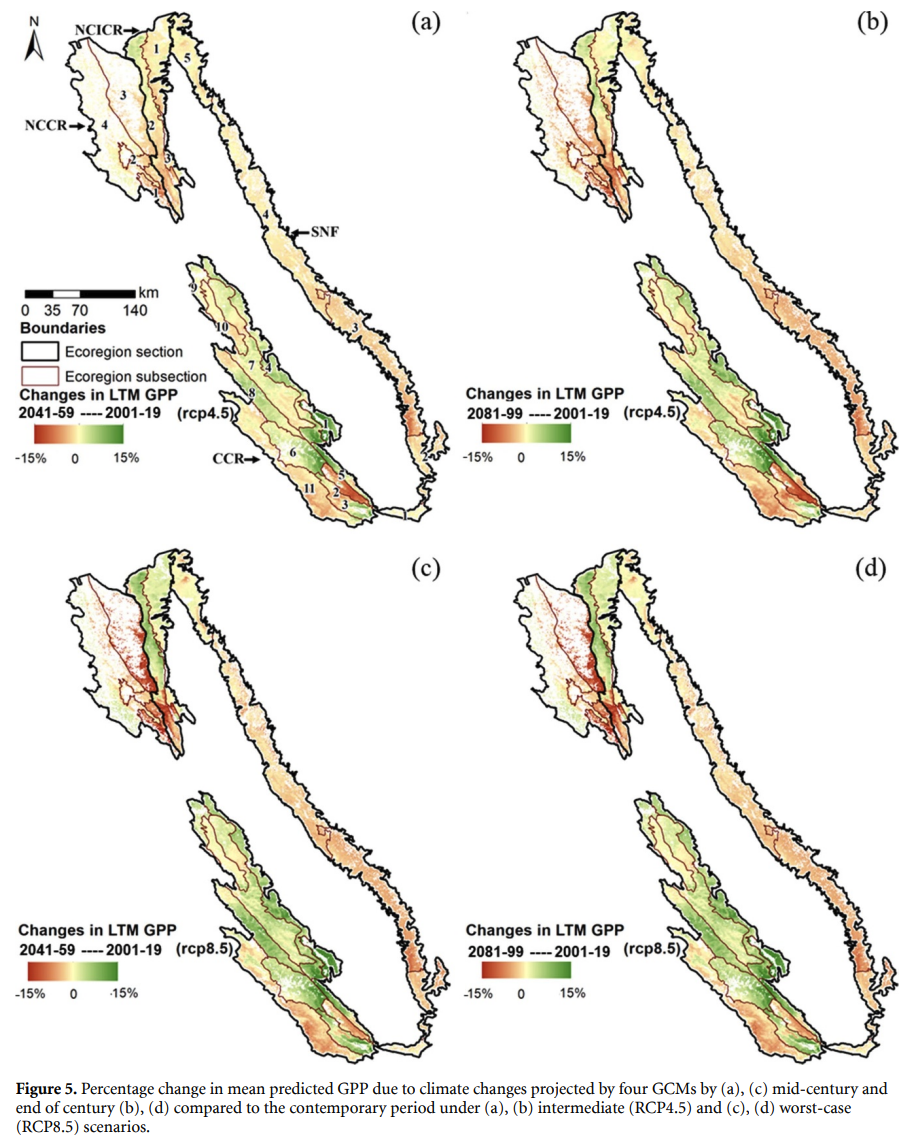 N
(a)
(b)
NCICR
1
5
3
NCCR
4
2
2
3
1
4
SNF
9
3
10
km
0 35 70 140
Boundaries
Ecoregion section
Ecoregion subsection
7
4
8
Changes in LTM GPP
2041-59 ---- 2001-19 (rcp4.5)
-15% 0 15%
1
CCR
6
5
11
2
3
2
1
Changes in LTM GPP
2081-99 ---- 2001-19 (rcp4.5)
-15% 0 15%
(c)
(d)
Changes in LTM GPP
2041-59 ---- 2001-19 (rcp8.5)
-15% 0 -15%
Changes in LTM GPP
2081-99 ---- 2001-19 (rcp8.5)
-15% 0 15%
Figure 5. Percentage change in mean predicted GPP due to climate changes projected by four GCMs by (a), (c) mid-century and
end of century (b), (d) compared to the contemporary period under (a), (b) intermediate (RCP4.5) and (c), (d) worst-case
(RCP8.5) scenarios.